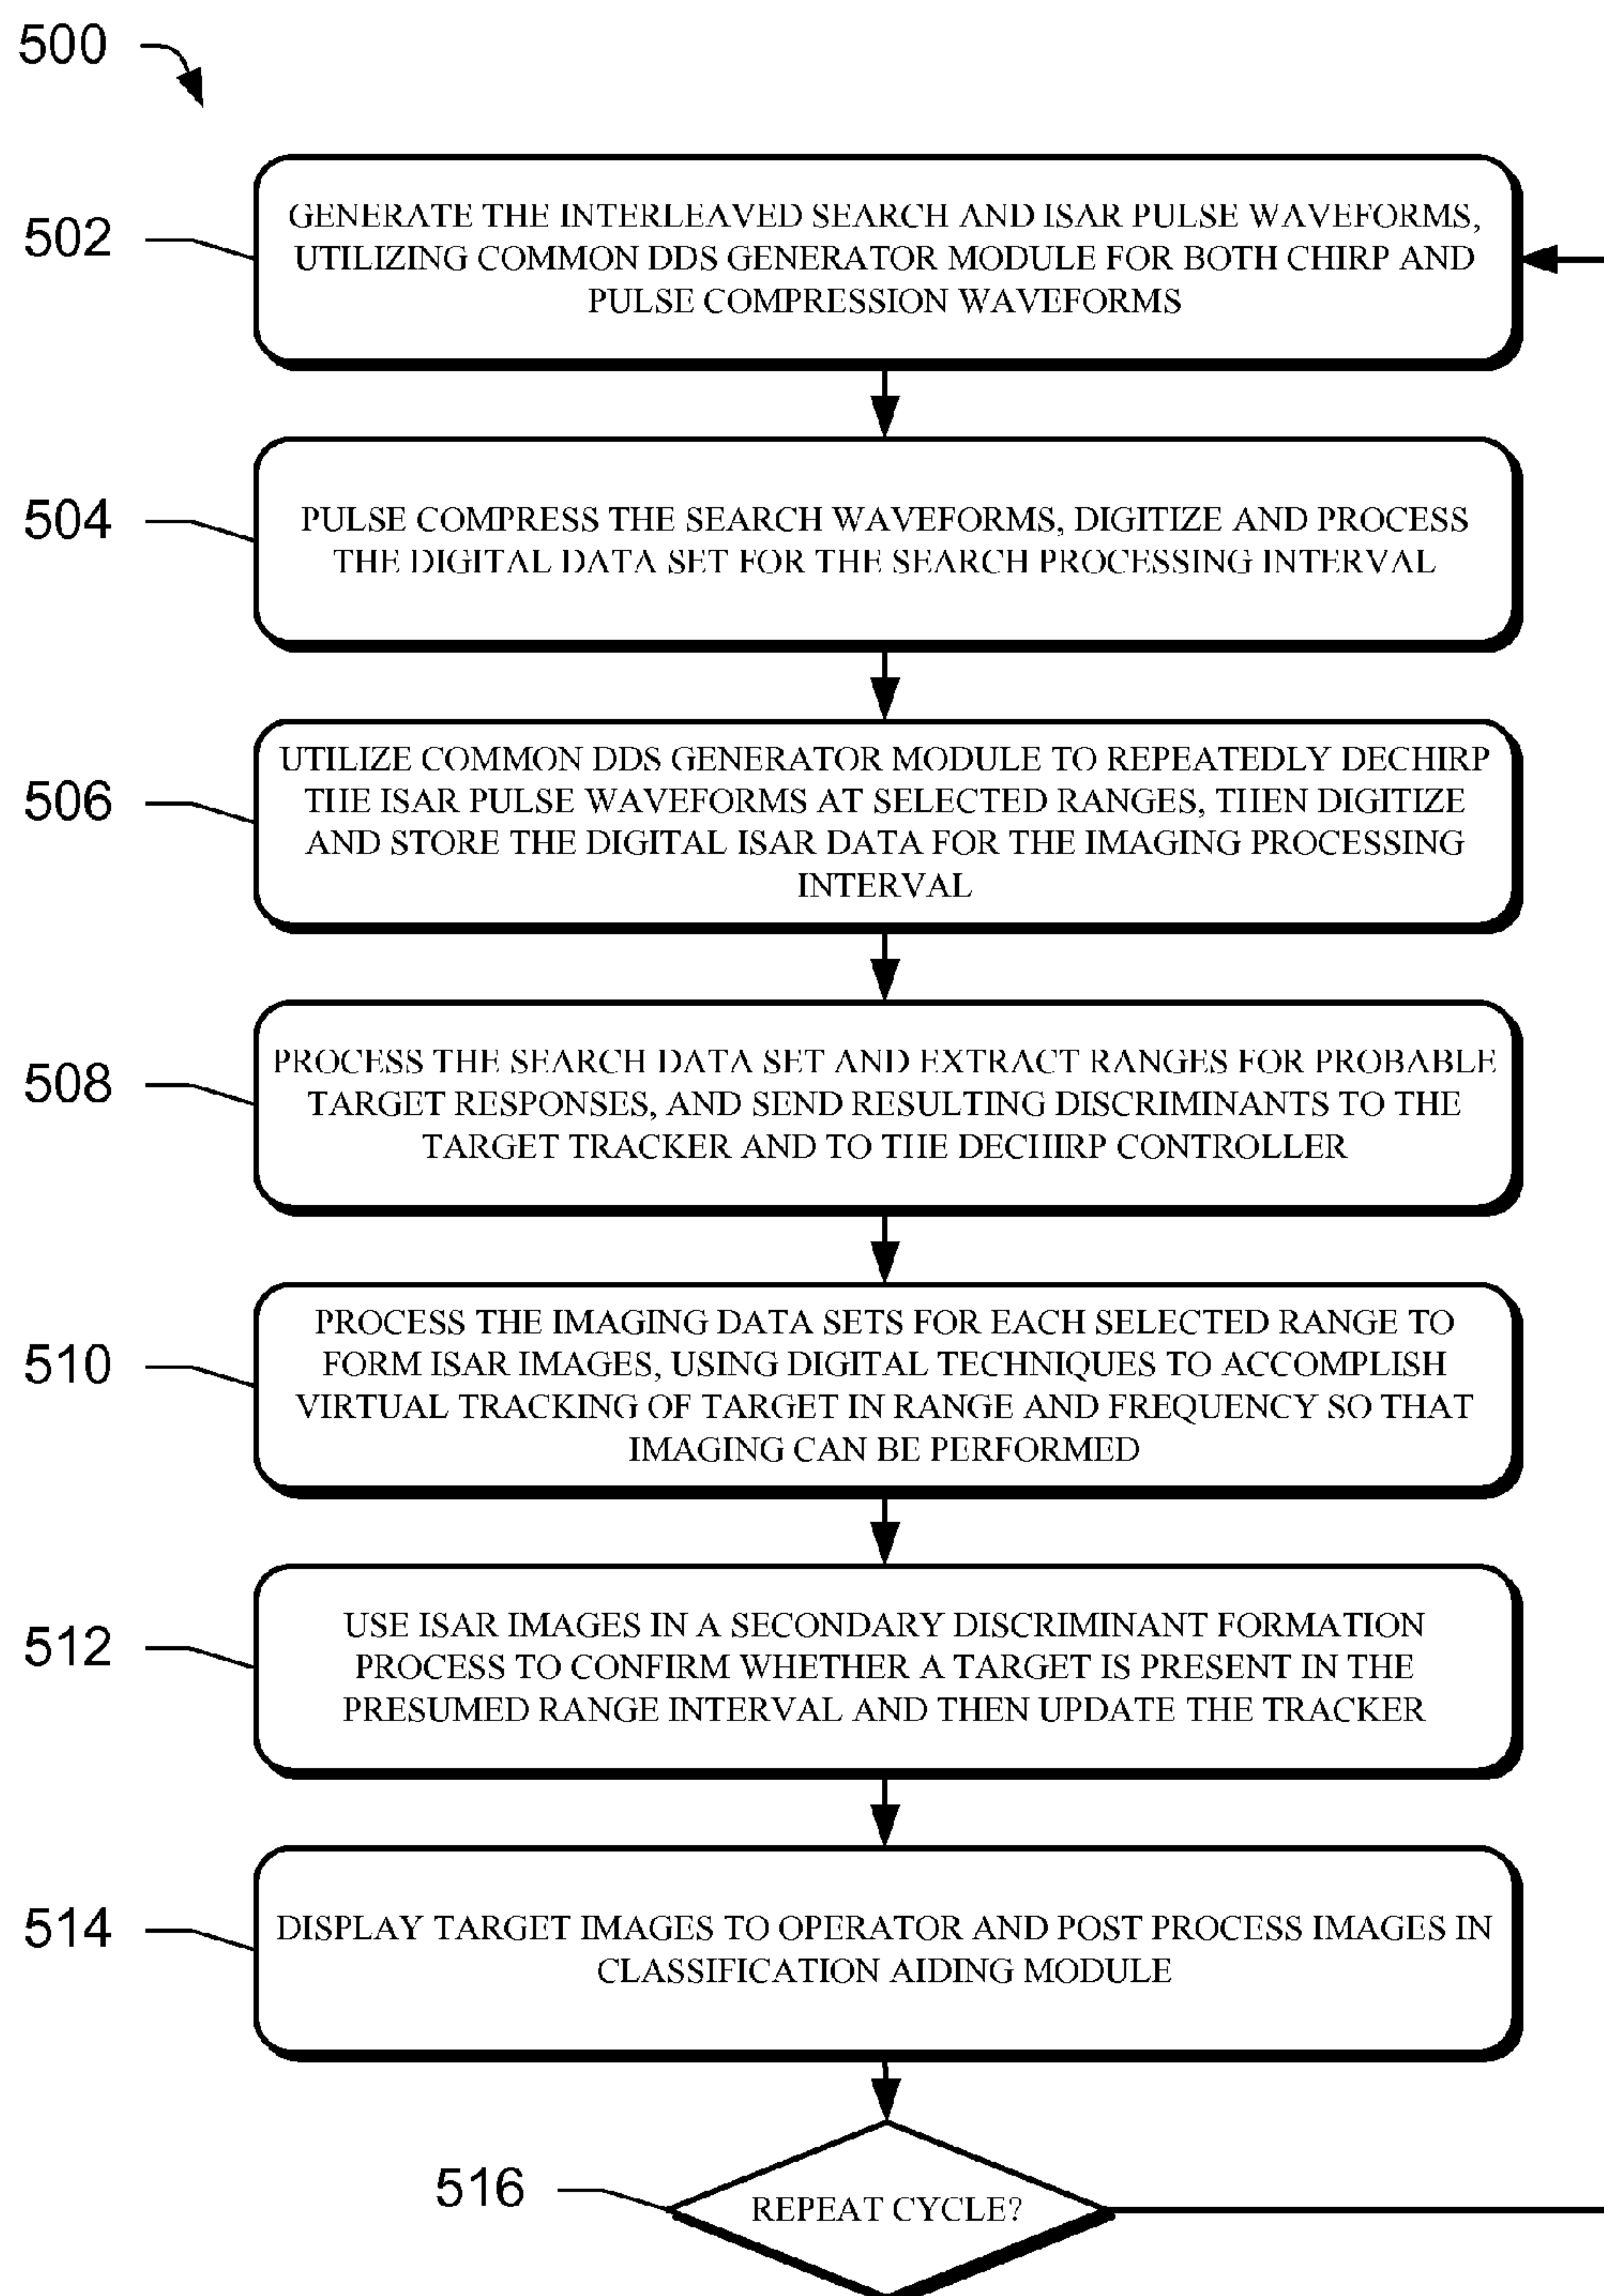 500
502
GENERATE THE INTERLEAVED SEARCH AND ISAR PULSE WAVEFORMS,
UTILIZING COMMON DDS GENERATOR MODULE FOR BOTH CHIRP AND
PULSE COMPRESSION WAVEFORMS
504
PULSE COMPRESS THE SEARCH WAVEFORMS, DIGITIZE AND PROCESS
THE DIGITAL DATA SET FOR THE SEARCH PROCESSING INTERVAL
506
UTILIZE COMMON DDS GENERATOR MODULE TO REPEATEDLY DECHIRP
THE ISAR PULSE WAVEFORMS AT SELECTED RANGES, THEN DIGITIZE
AND STORE THE DIGITAL ISAR DATA FOR THE IMAGING PROCESSING
INTERVAL
508
PROCESS THE SEARCH DATA SET AND EXTRACT RANGES FOR PROBABLE
TARGET RESPONSES, AND SEND RESULTING DISCRIMINANTS TO THE
TARGET TRACKER AND TO THE DECHIRP CONTROLLER
510
PROCESS THE IMAGING DATA SETS FOR EACH SELECTED RANGE TO
FORM ISAR IMAGES, USING DIGITAL TECHNIQUES TO ACCOMPLISH
VIRTUAL TRACKING OF TARGET IN RANGE AND FREQUENCY SO THAT
IMAGING CAN BE PERFORMED
512
USE ISAR IMAGES IN A SECONDARY DISCRIMINANT FORMATION
PROCESS TO CONFIRM WHETHER A TARGET IS PRESENT IN THE
PRESUMED RANGE INTERVAL AND THEN UPDATE THE TRACKER
514
DISPLAY TARGET IMAGES TO OPERATOR AND POST PROCESS IMAGES IN
CLASSIFICATION AIDING MODULE
516
REPEAT CYCLE?